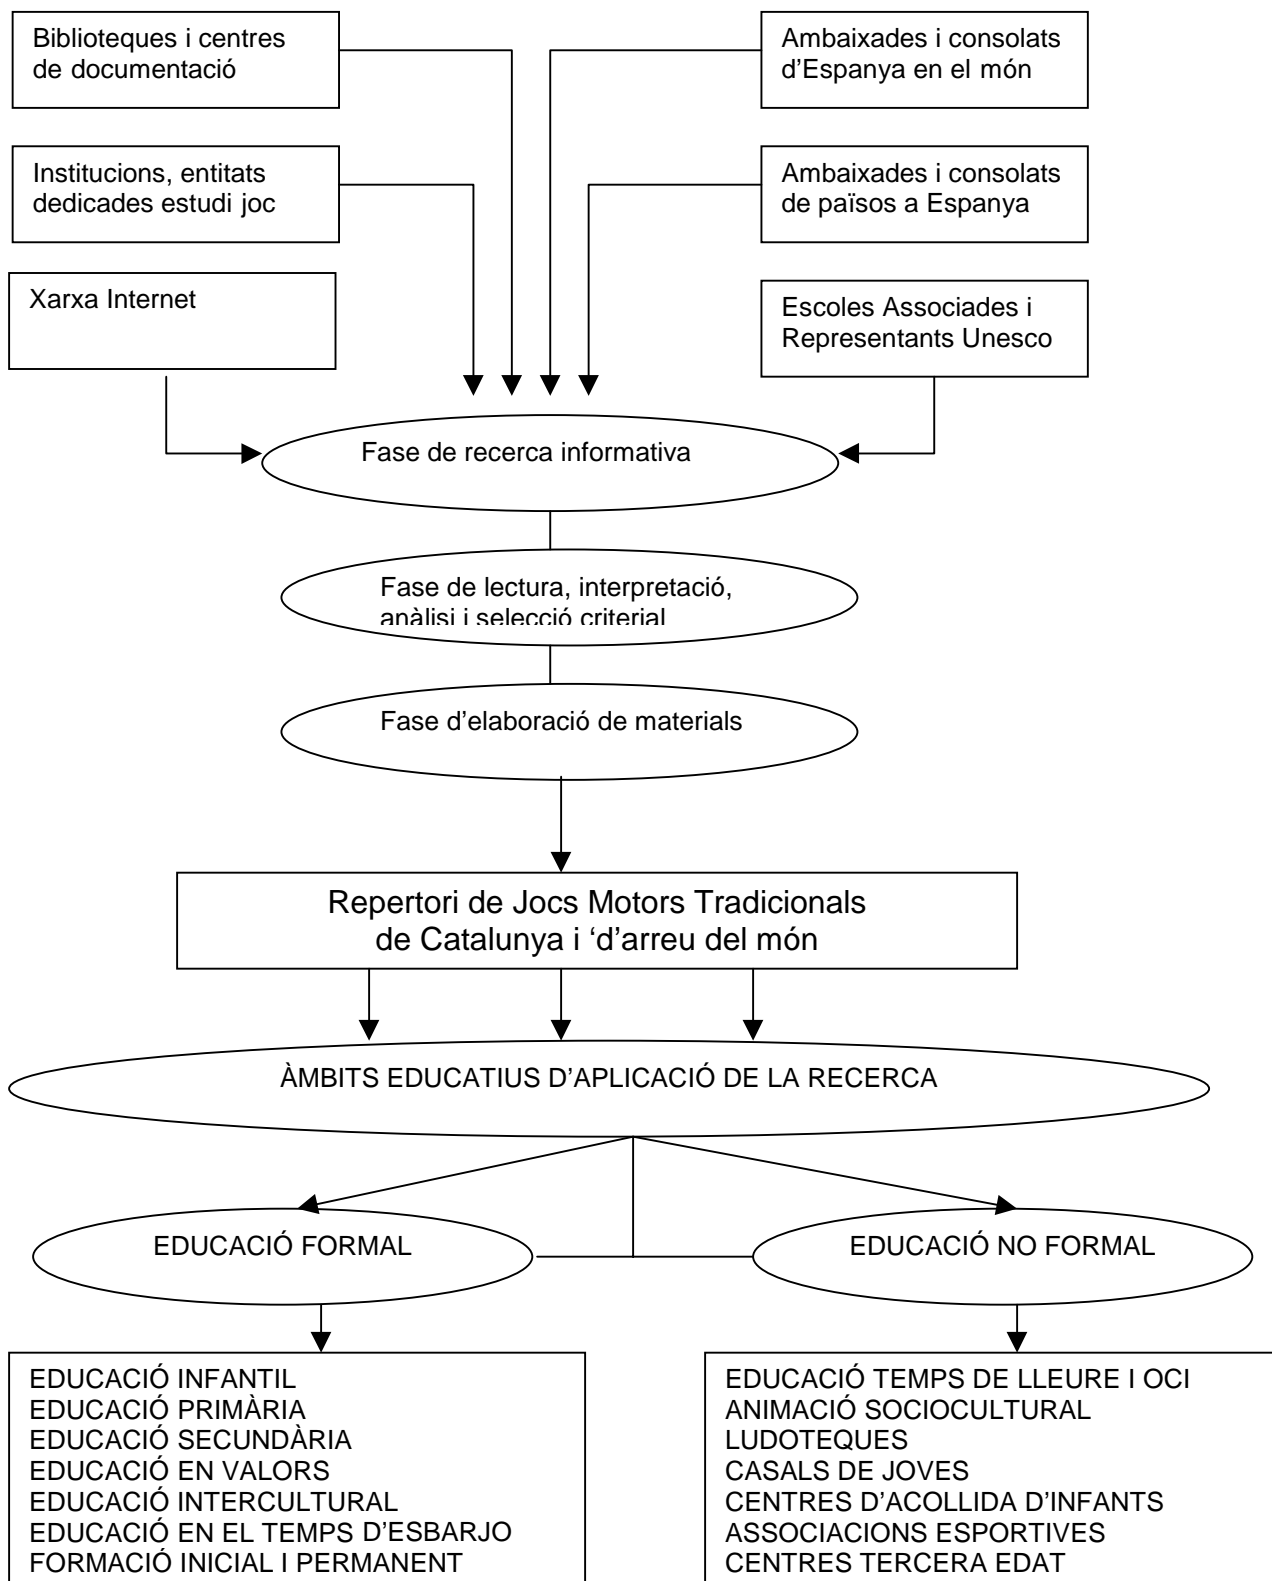 Biblioteques i centres
de documentació
Ambaixades i consolats
d’Espanya en el món
Institucions, entitats
dedicades estudi joc
Ambaixades i consolats
de països a Espanya
Xarxa Internet
Escoles Associades i
Representants Unesco
Fase de recerca informativa
Fase de lectura, interpretació,
anàlisi i selecció criterial
Fase d’elaboració de materials
Repertori de Jocs Motors Tradicionals
de Catalunya i ‘d’arreu del món
ÀMBITS EDUCATIUS D’APLICACIÓ DE LA RECERCA
EDUCACIÓ FORMAL
EDUCACIÓ NO FORMAL
EDUCACIÓ INFANTIL
EDUCACIÓ PRIMÀRIA
EDUCACIÓ SECUNDÀRIA
EDUCACIÓ EN VALORS
EDUCACIÓ INTERCULTURAL
EDUCACIÓ EN EL TEMPS D’ESBARJO
FORMACIÓ INICIAL I PERMANENT
EDUCACIÓ TEMPS DE LLEURE I OCI
ANIMACIÓ SOCIOCULTURAL
LUDOTEQUES
CASALS DE JOVES
CENTRES D’ACOLLIDA D’INFANTS
ASSOCIACIONS ESPORTIVES
CENTRES TERCERA EDAT